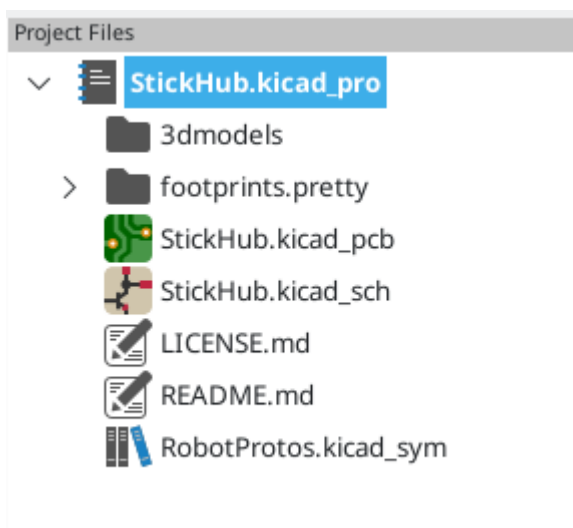 Project Files
StickHub.kicad_pro
3dmodels
footprints.pretty
StickHub.kicad_pcb
StickHub.kicad_sch
LICENSE.md
README.md
RobotProtos.kicad_sym